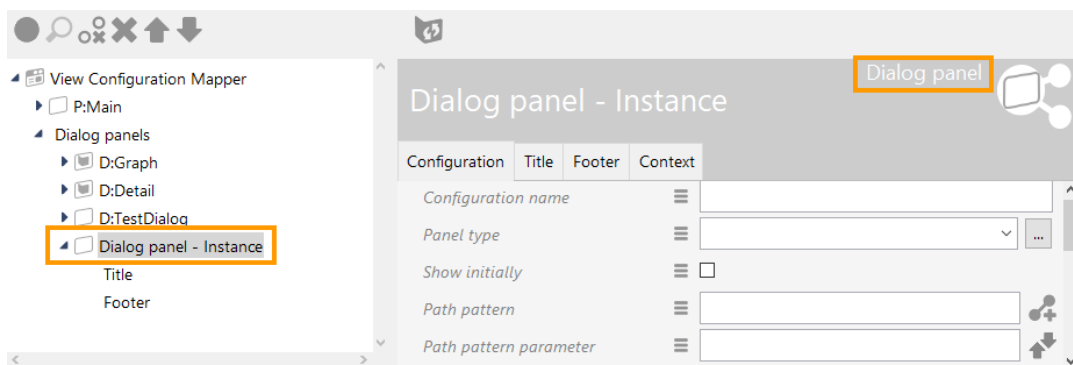 View Configuration Mapper
P:Main
Dialog panels
D:Graph
D:Detail
D:TestDialog
Dialog panel - Instance
Title
Footer
Dialog panel
Dialog panel - Instance
Configuration Title Footer Context
Configuration name
Panel type
...
Show initially
Path pattern
Path pattern parameter